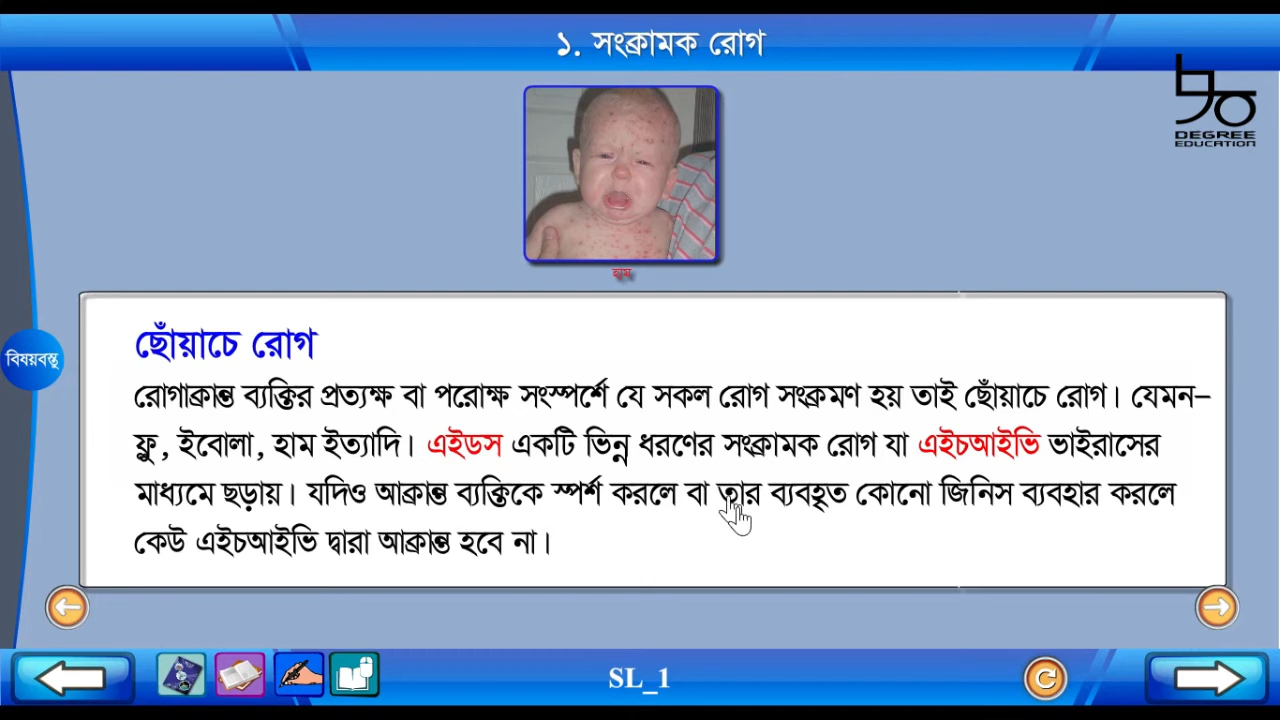 ১. সংক্রামক রোগ
১০
DEGREE
EDUCATION
হাম
বিষয়বস্তু
ছোঁয়াচে রোগ
রোগাক্রান্ত ব্যক্তির প্রত্যক্ষ বা পরোক্ষ সংস্পর্শে যে সকল রোগ সংক্রমণ হয় তাই ছোঁয়াচে রোগ। যেমন–
ফ্লু, ইবোলা, হাম ইত্যাদি। এইডস একটি ভিন্ন ধরণের সংক্রামক রোগ যা এইচআইভি ভাইরাসের
মাধ্যমে ছড়ায়। যদিও আক্রান্ত ব্যক্তিকে স্পর্শ করলে বা তার ব্যবহৃত কোনো জিনিস ব্যবহার করলে
কেউ এইচআইভি দ্বারা আক্রান্ত হবে না।
SL_1